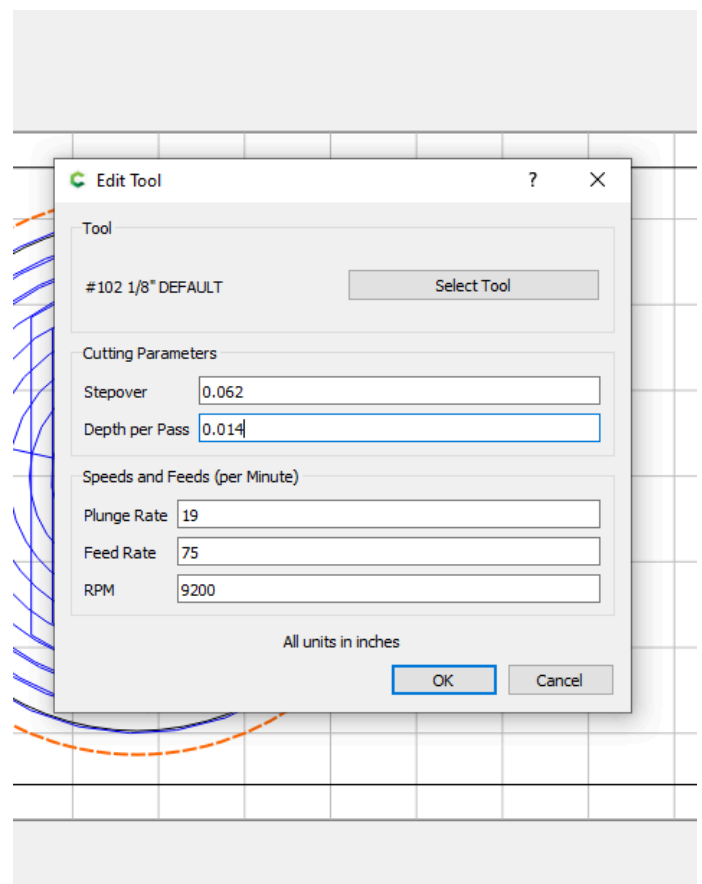 Edit Tool ?
Tool
#102 1/8" DEFAULT Select Tool
Cutting Parameters
Stepover 0.062
Depth per Pass 0.014
Speeds and Feeds (per Minute)
Plunge Rate 19
Feed Rate 75
RPM 9200
All units in inches
OK Cancel